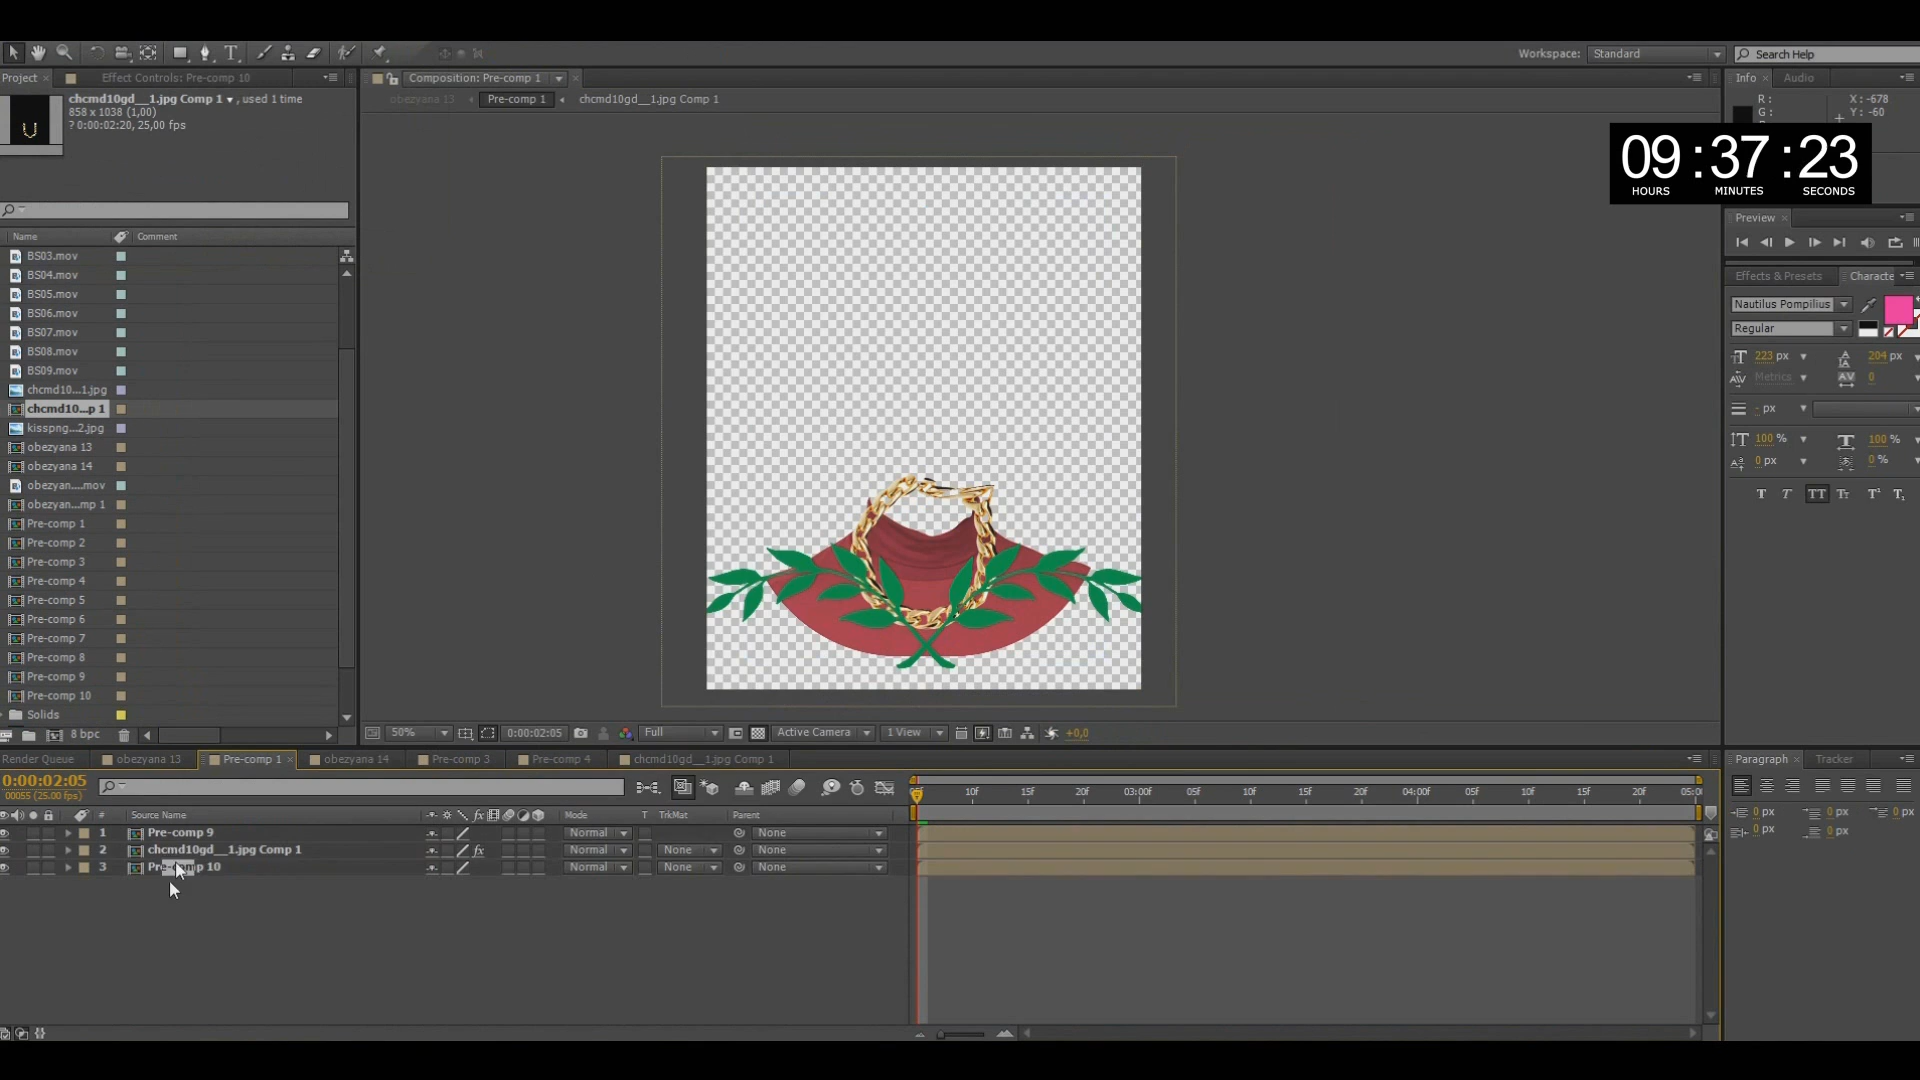 Workspace: Standard Search Help
Project × Effect Controls: Pre-comp 10 Composition: Pre-comp 1 × Info × Audio
chcmd10gd__1.jpg Comp 1 ▾ , used 1 time
858 x 1038 (1,00)
? 0:00:02:20, 25,00 fps
obezyana 13 Pre-comp 1 chcmd10gd__1.jpg Comp 1
R : X : -678
G : Y : -60
09 : 37 : 23
HOURS MINUTES SECONDS
Preview ×
Name Comment
BS03.mov
BS04.mov
BS05.mov
BS06.mov
BS07.mov
BS08.mov
BS09.mov
chcmd10...1.jpg
chcmd10...p 1
kisspng...2.jpg
obezyana 13
obezyana 14
obezyan....mov
obezyan...mp 1
Pre-comp 1
Pre-comp 2
Pre-comp 3
Pre-comp 4
Pre-comp 5
Pre-comp 6
Pre-comp 7
Pre-comp 8
Pre-comp 9
Pre-comp 10
Solids
8 bpc
Effects & Presets Characte
Nautilus Pompilius
Regular
223 px 204 px
Metrics 0
- px
100 % 100 %
0 px 0 %
T T TT Tt T¹ T₁
50% 0:00:02:05 Full Active Camera 1 View +0,0
Render Queue obezyana 13 Pre-comp 1 × obezyana 14 Pre-comp 3 Pre-comp 4 chcmd10gd__1.jpg Comp 1
Paragraph × Tracker
0:00:02:05
00055 (25.00 fps)
10f 15f 20f 03:00f 05f 10f 15f 20f 04:00f 05f 10f 15f 20f 05:0
# Source Name Mode T TrkMat Parent
1 Pre-comp 9 Normal None
2 chcmd10gd__1.jpg Comp 1 fx Normal None None
3 Pre-comp 10 Normal None None
0 px 0 px 0 px
0 px 0 px